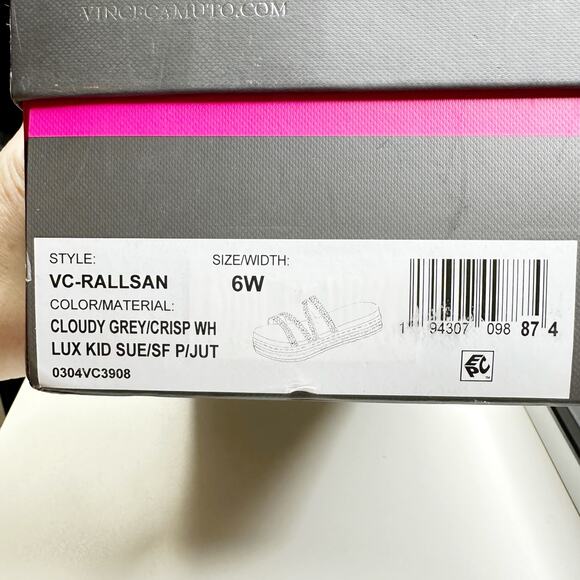 VINCECAMUTO.COM
STYLE: SIZE/WIDTH:
VC-RALLSAN 6W
COLOR/MATERIAL:
CLOUDY GREY/CRISP WH
LUX KID SUE/SF P/JUT
0304VC3908
94307 098 87 4
EPC